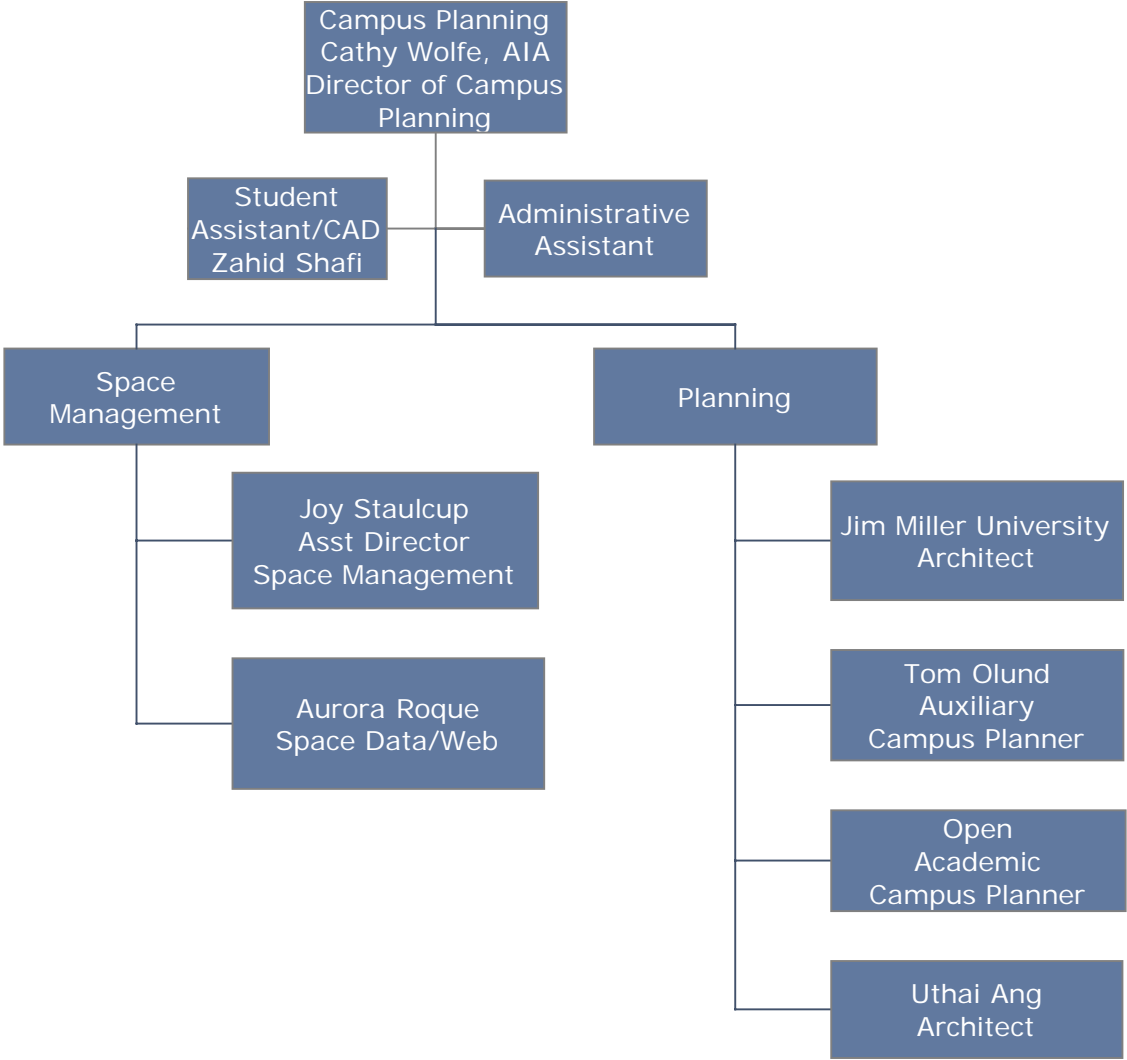 Campus Planning
Cathy Wolfe, AIA
Director of Campus
Planning
Student
Assistant/CAD
Zahid Shafi
Administrative
Assistant
Space
Management
Planning
Joy Staulcup
Asst Director
Space Management
Aurora Roque
Space Data/Web
Jim Miller University
Architect
Tom Olund
Auxiliary
Campus Planner
Open
Academic
Campus Planner
Uthai Ang
Architect